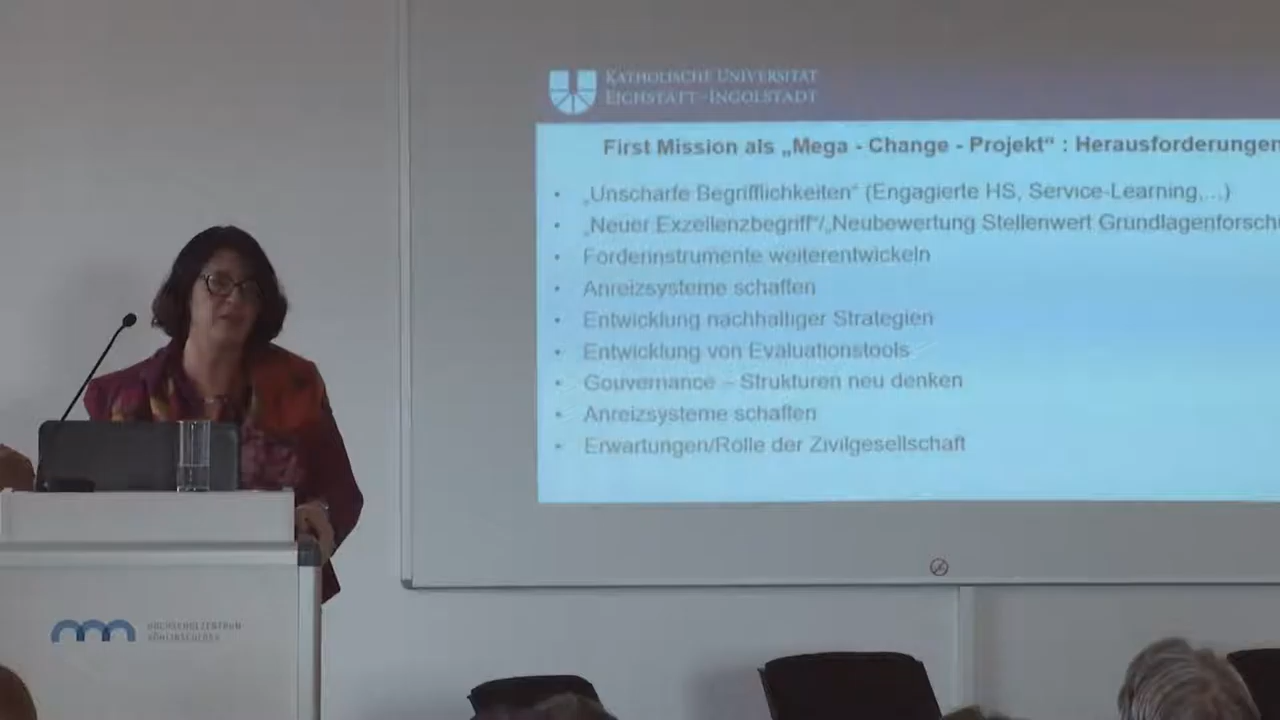 KATHOLISCHE UNIVERSITÄT
EICHSTÄTT-INGOLSTADT
First Mission als „Mega - Change - Projekt“ : Herausforderungen
• „Unscharfe Begrifflichkeiten“ (Engagierte HS, Service-Learning,...)
• „Neuer Exzellenzbegriff“/„Neubewertung Stellenwert Grundlagenforsch
• Förderinstrumente weiterentwickeln
• Anreizsysteme schaffen
• Entwicklung nachhaltiger Strategien
• Entwicklung von Evaluationstools
• Gouvernance – Strukturen neu denken
• Anreizsysteme schaffen
• Erwartungen/Rolle der Zivilgesellschaft